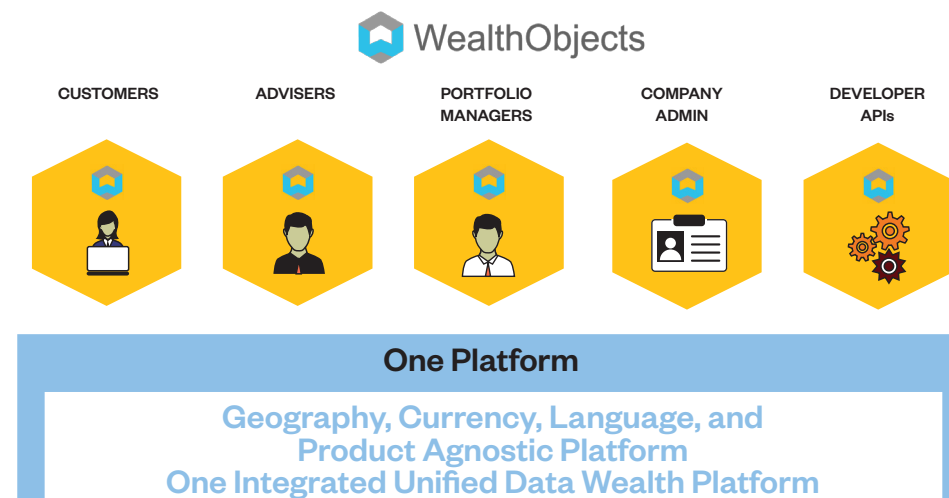 WealthObjects
CUSTOMERS
ADVISERS
PORTFOLIO
MANAGERS
COMPANY
ADMIN
DEVELOPER
APIs
One Platform
Geography, Currency, Language, and
Product Agnostic Platform
One Integrated Unified Data Wealth Platform